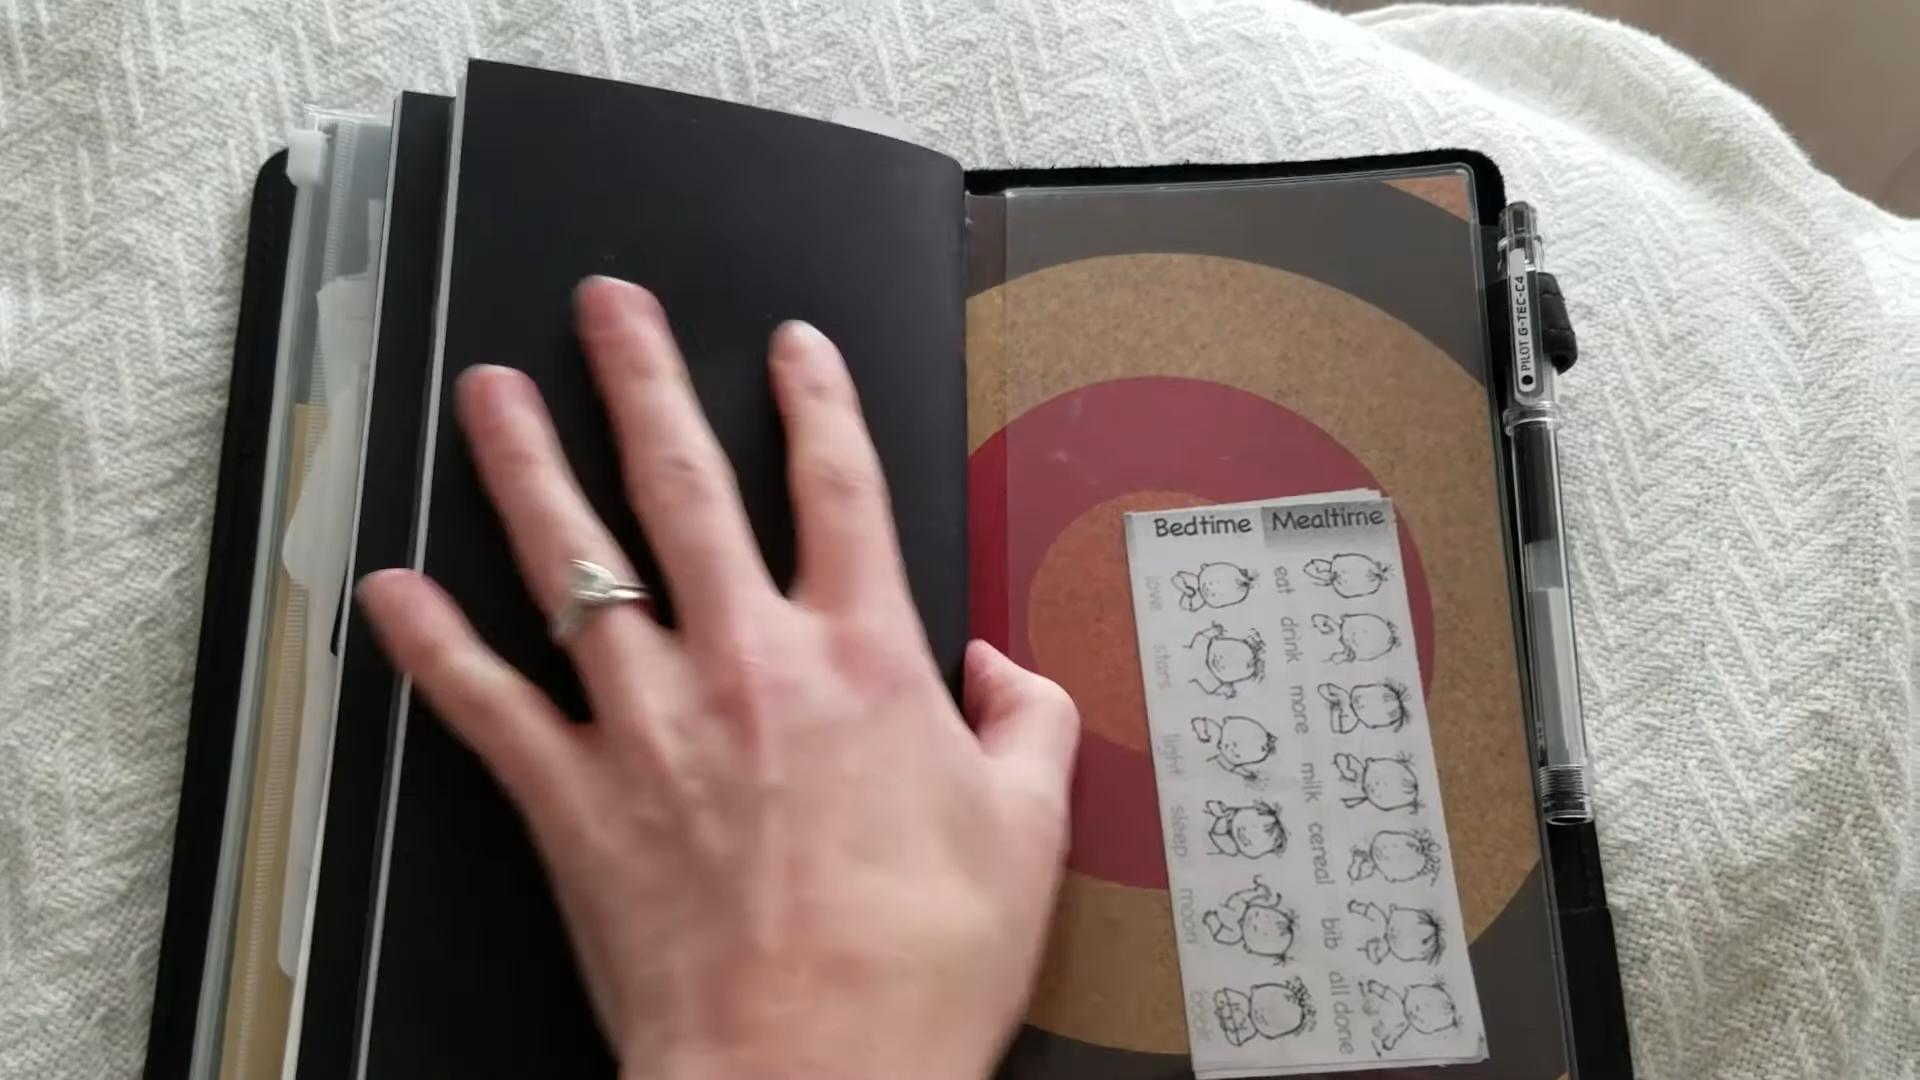 PILOT G-TEC-C4
Bedtime Mealtime
love
stars
light
sleep
moon
book
eat
drink
more
milk
cereal
bib
all done